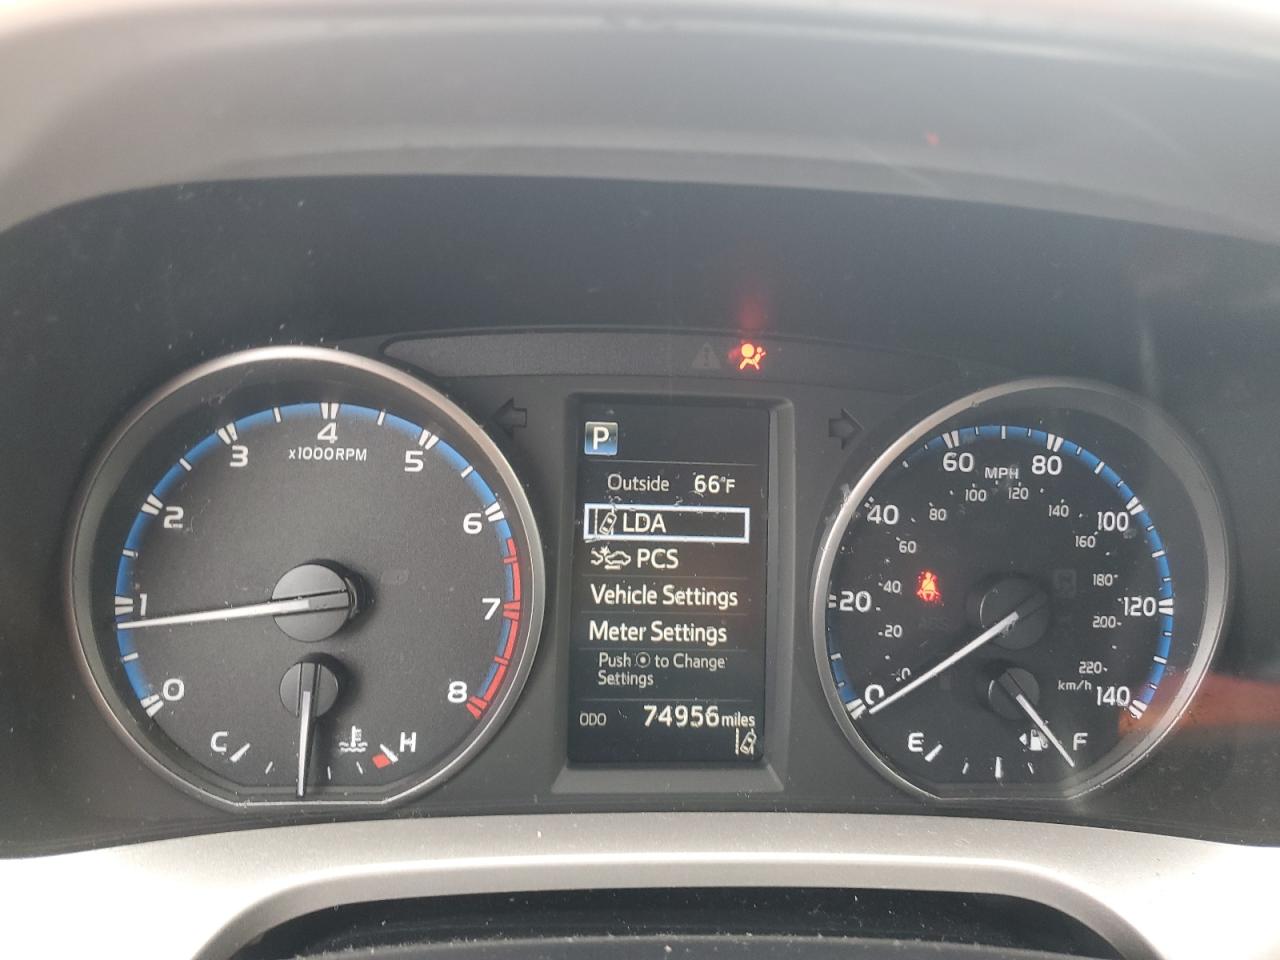 4
x1000RPM
3
5
2
6
1
7
0
8
C
H
P
Outside 66°F
LDA
PCS
Vehicle Settings
Meter Settings
Push to Change
Settings
ODO 74956 miles
60
MPH
80
100
120
40
80
140
100
60
160
40
180
20
120
20
200
0
220
km/h
0
140
E
F